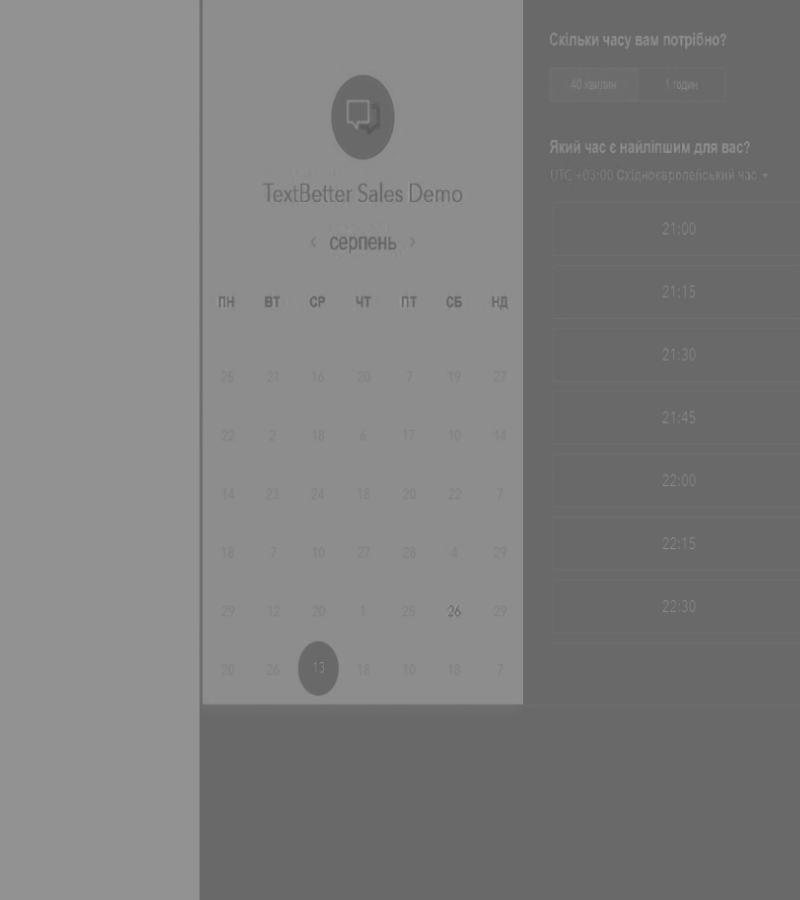 TextBetter Sales Demo
‹ серпень ›
ПН ВТ СР ЧТ ПТ СБ НД
25 21 16 20 7 19 27
22 2 18 6 17 10 14
14 23 24 18 20 22 7
18 7 10 27 28 4 29
29 12 20 1 25 26 29
20 26 13 18 10 18 7
Скільки часу вам потрібно?
40 хвилин 1 годин
Який час є найліпшим для вас?
UTC +03:00 Східноєвропейський час
21:00
21:15
21:30
21:45
22:00
22:15
22:30